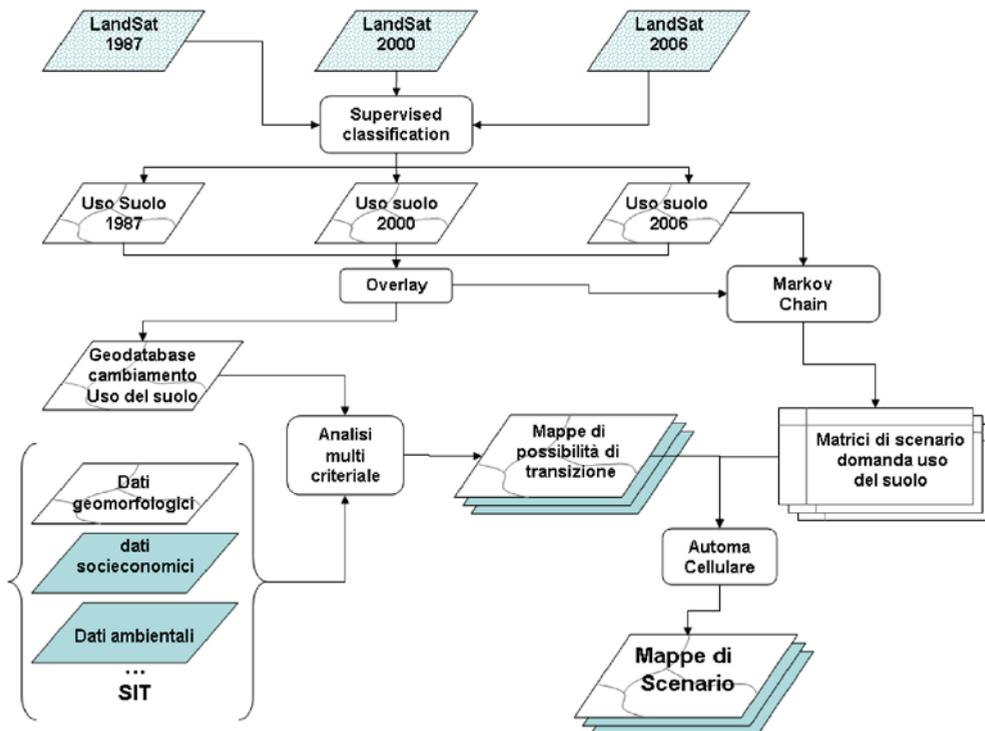 LandSat
1987
LandSat
2000
LandSat
2006
Supervised
classification
Uso Suolo
1987
Uso suolo
2000
Uso suolo
2006
Overlay
Markov
Chain
Geodatabase
cambiamento
Uso del suolo
Analisi
multi
criteriale
Mappe di
possibilità di
transizione
Matrici di scenario
domanda uso
del suolo
Dati
geomorfologici
dati
socieconomici
Dati ambientali
...
SIT
Automa
Cellulare
Mappe di
Scenario